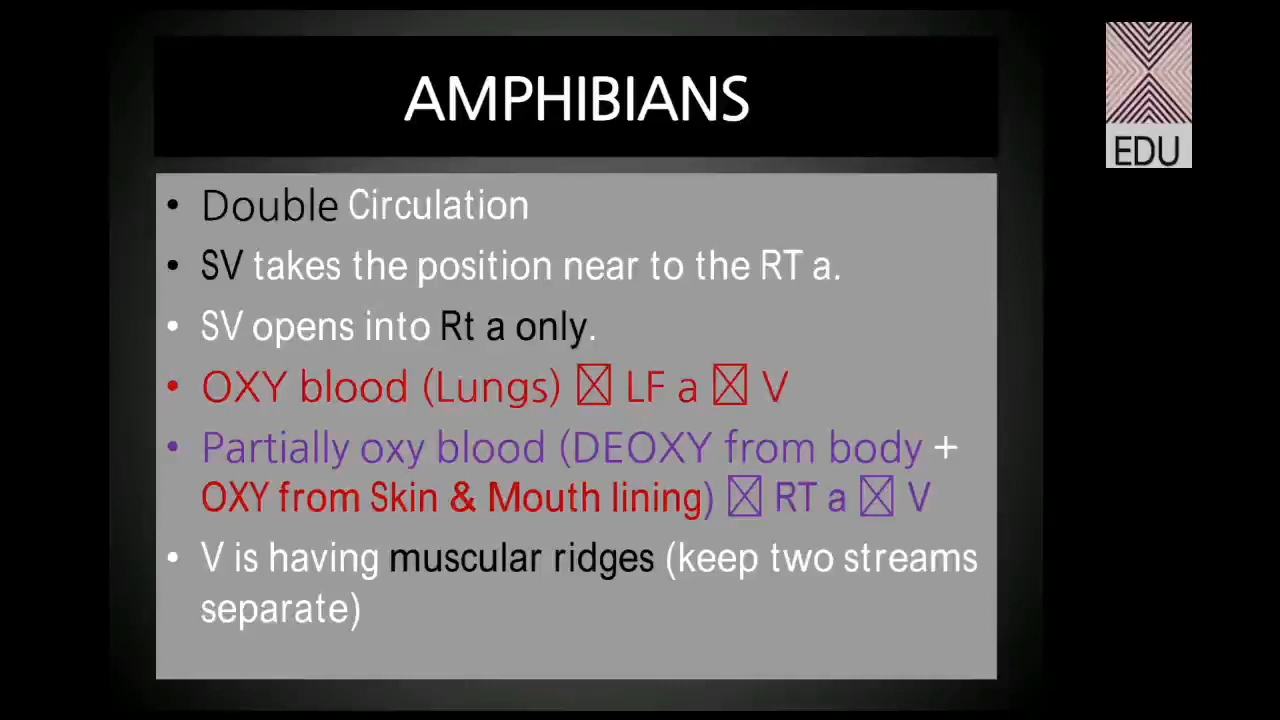 AMPHIBIANS
EDU
• Double Circulation
• SV takes the position near to the RT a.
• SV opens into Rt a only.
• OXY blood (Lungs) ☒ LF a ☒ V
• Partially oxy blood (DEOXY from body +
OXY from Skin & Mouth lining) ☒ RT a ☒ V
• V is having muscular ridges (keep two streams
separate)